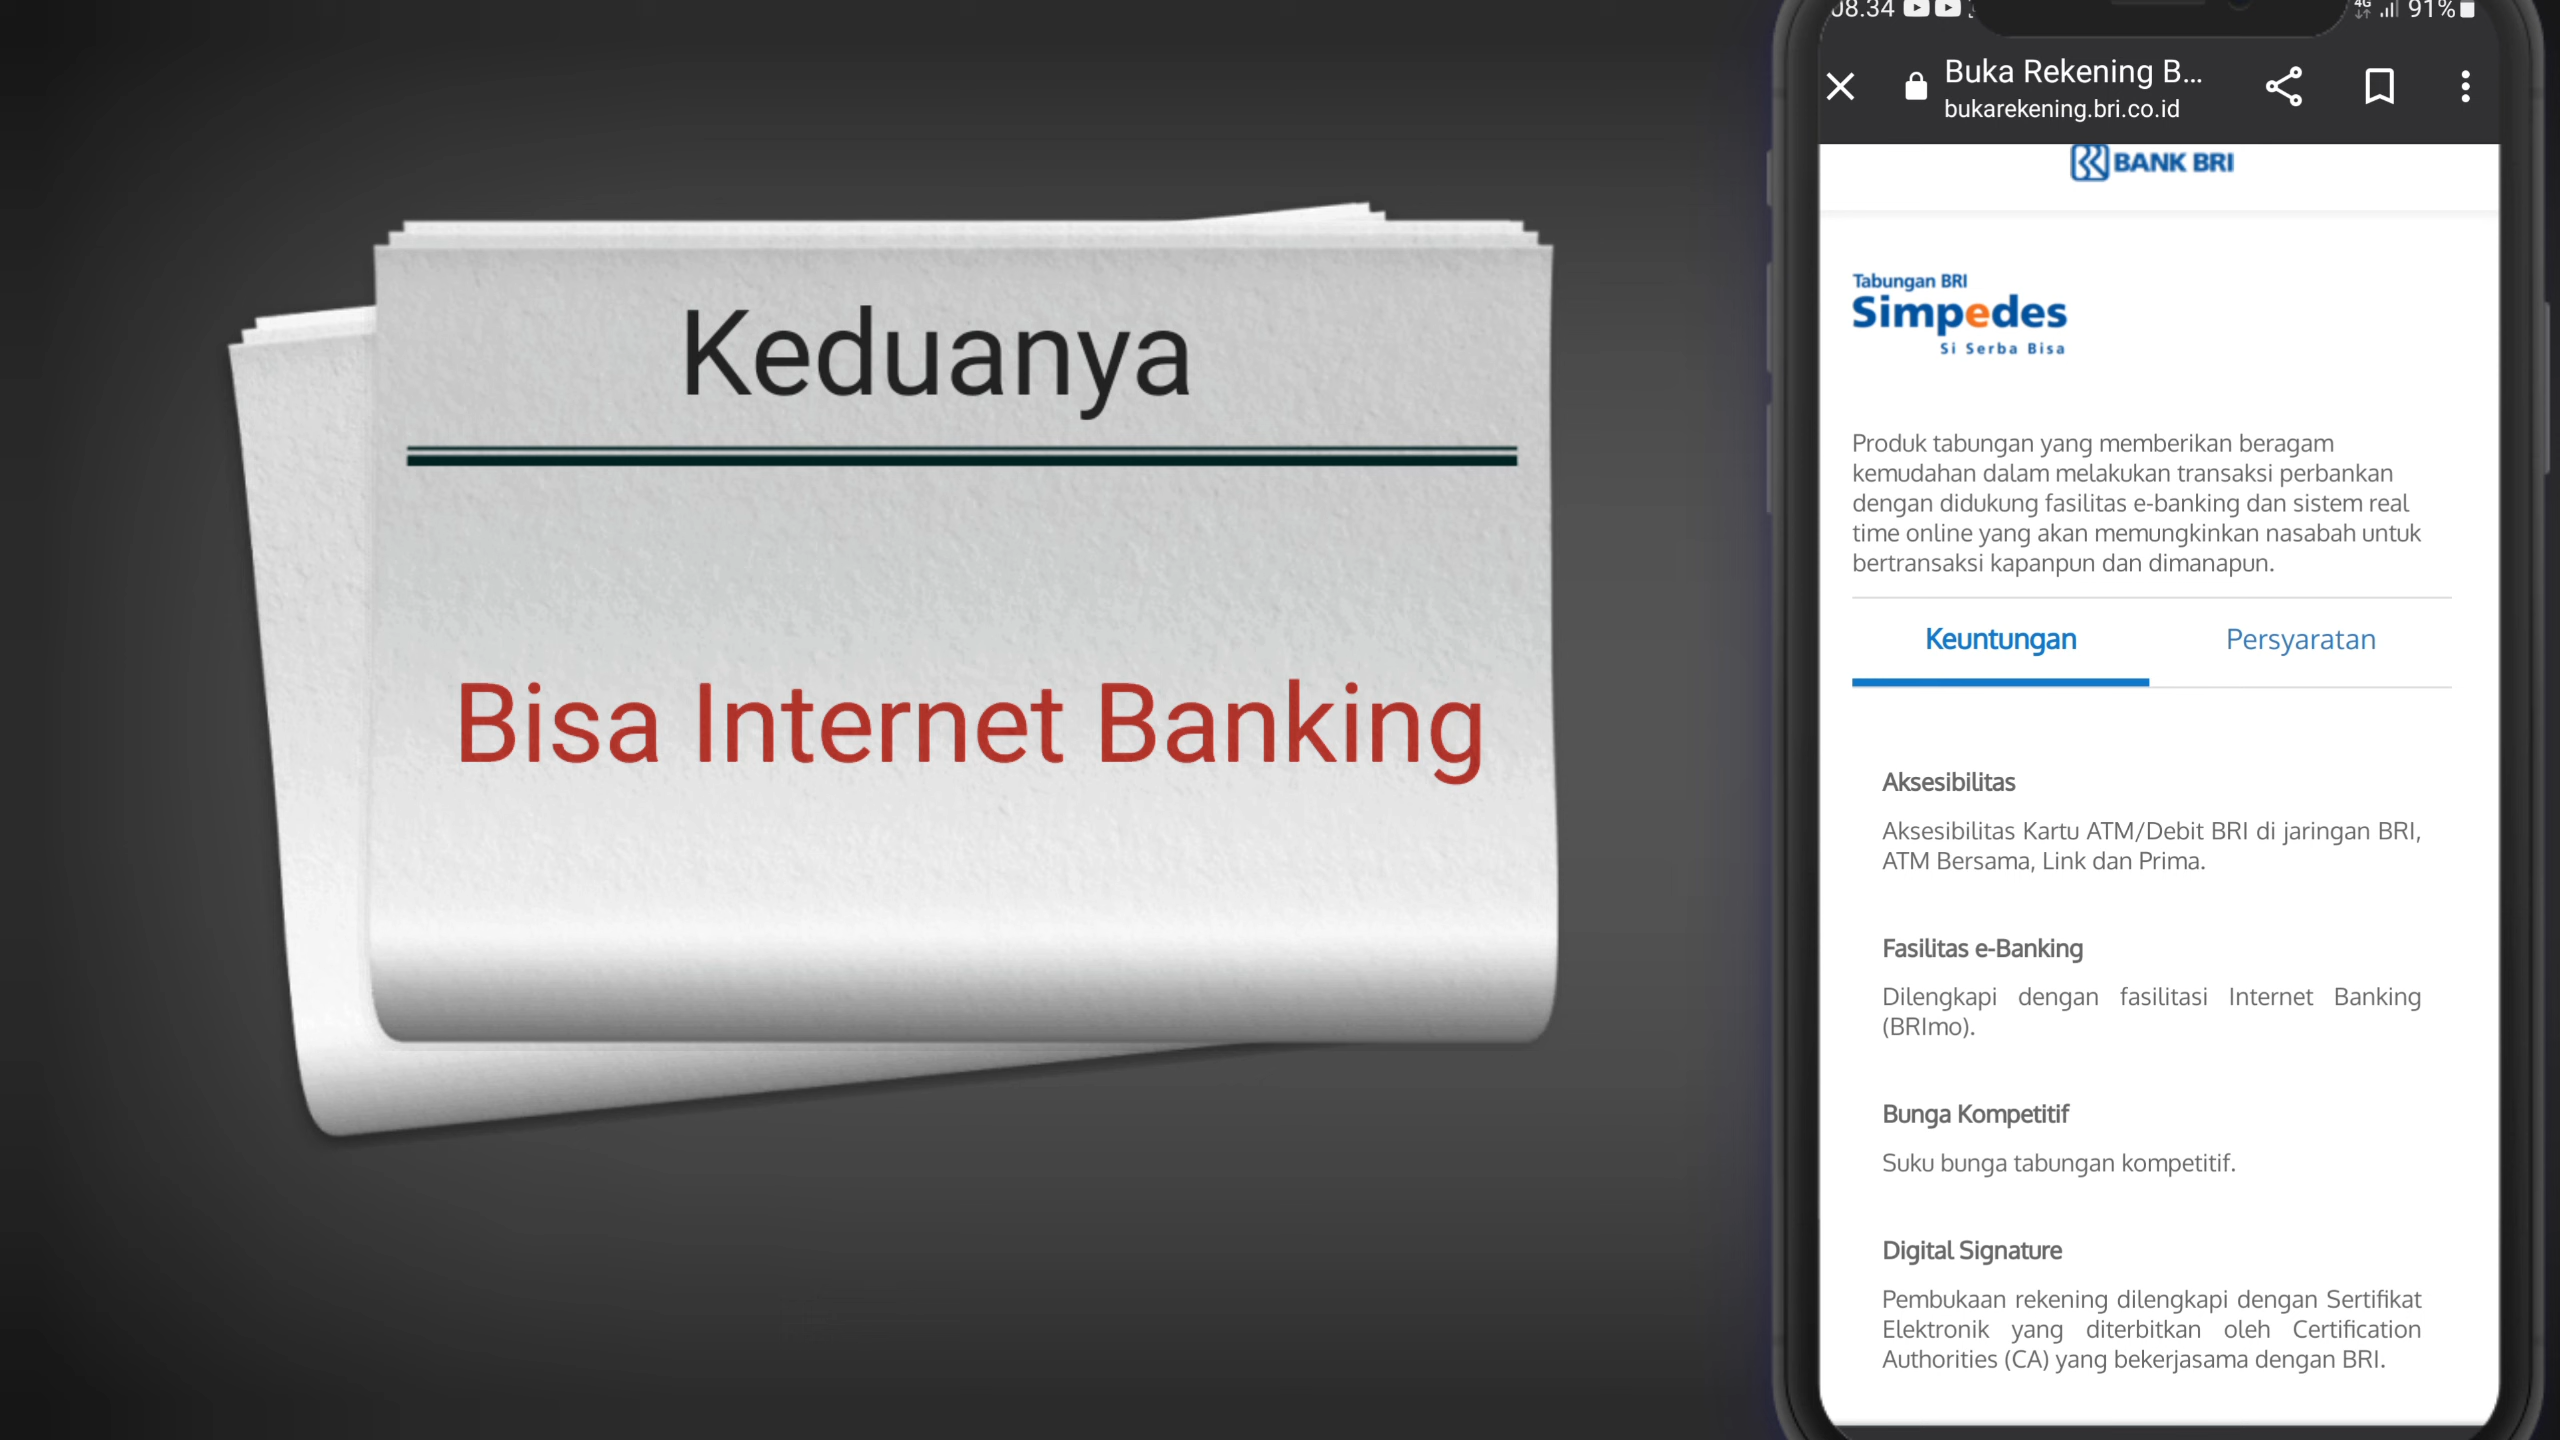 Keduanya
Bisa Internet Banking
08.34
4G
91%
Buka Rekening B...
bukarekening.bri.co.id
BANK BRI
Tabungan BRI
Simpedes
Si Serba Bisa
Produk tabungan yang memberikan beragam
kemudahan dalam melakukan transaksi perbankan
dengan didukung fasilitas e-banking dan sistem real
time online yang akan memungkinkan nasabah untuk
bertransaksi kapanpun dan dimanapun.
Keuntungan
Persyaratan
Aksesibilitas
Aksesibilitas Kartu ATM/Debit BRI di jaringan BRI,
ATM Bersama, Link dan Prima.
Fasilitas e-Banking
Dilengkapi dengan fasilitasi Internet Banking
(BRImo).
Bunga Kompetitif
Suku bunga tabungan kompetitif.
Digital Signature
Pembukaan rekening dilengkapi dengan Sertifikat
Elektronik yang diterbitkan oleh Certification
Authorities (CA) yang bekerjasama dengan BRI.